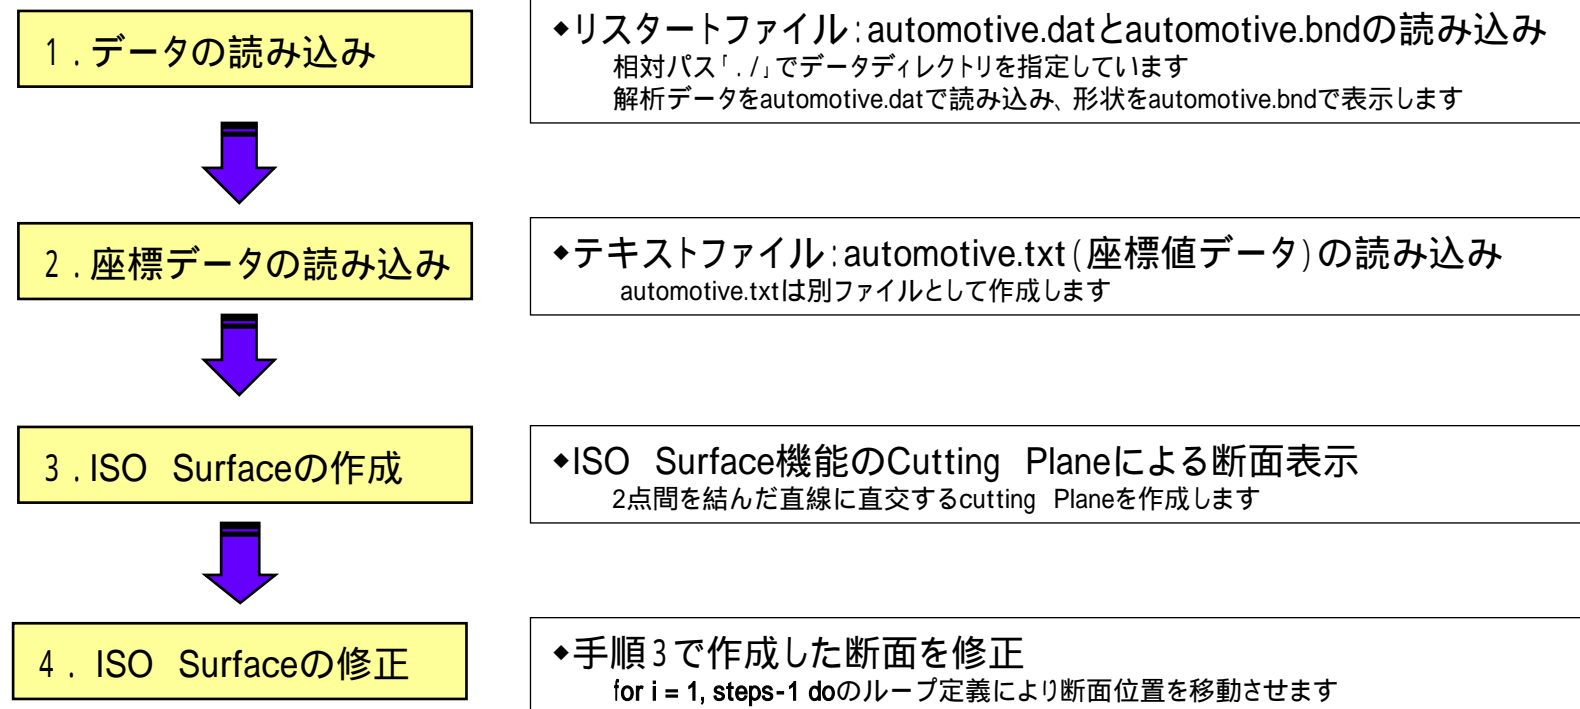 1．データの読み込み
◆リスタートファイル：automotive.datとautomotive.bndの読み込み
相対パス「./」でデータディレクトリを指定しています
解析データをautomotive.datで読み込み、形状をautomotive.bndで表示します
2．座標データの読み込み
◆テキストファイル：automotive.txt(座標値データ)の読み込み
automotive.txtは別ファイルとして作成します
3．ISO Surfaceの作成
◆ISO Surface機能のCutting Planeによる断面表示
2点間を結んだ直線に直交するcutting Planeを作成します
4．ISO Surfaceの修正
◆手順3で作成した断面を修正
for i = 1, steps-1 doのループ定義により断面位置を移動させます